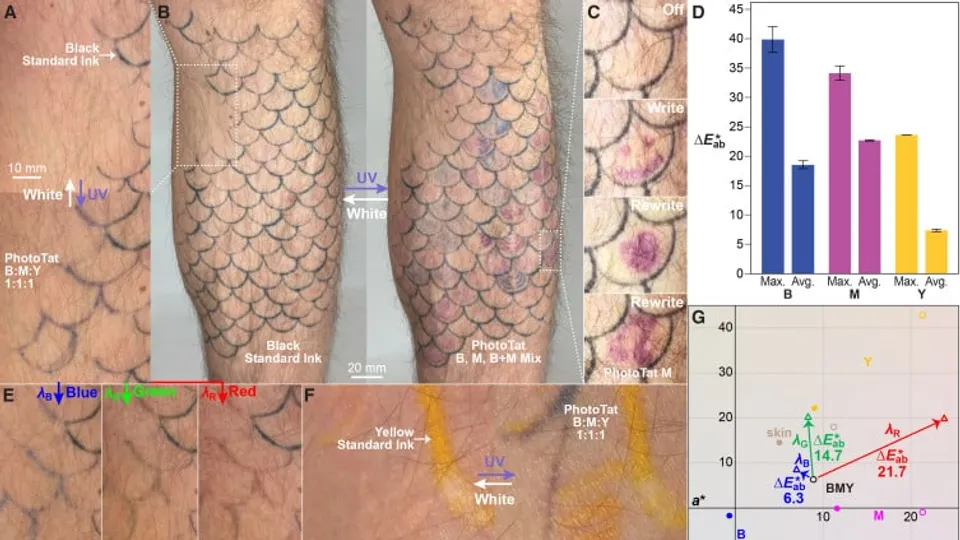 A
Black
Standard Ink
10 mm
White
UV
PhotoTat
B:M:Y
1:1:1
B
UV
White
Black
Standard Ink
PhotoTat
B, M, B+M Mix
20 mm
C
Off
Write
Rewrite
Rewrite
PhotoTat M
D
ΔE*ab
45
40
35
30
25
20
15
10
5
0
Max. Avg. Max. Avg. Max. Avg.
B M Y
E
λB Blue
Green
λR Red
F
Yellow
Standard Ink
UV
White
PhotoTat
B:M:Y
1:1:1
G
40
30
20
10
Y
skin
λG ΔE*ab
14.7
λR
ΔE*ab
21.7
λB
ΔE*ab
6.3
BMY
a*
10
20
M
B